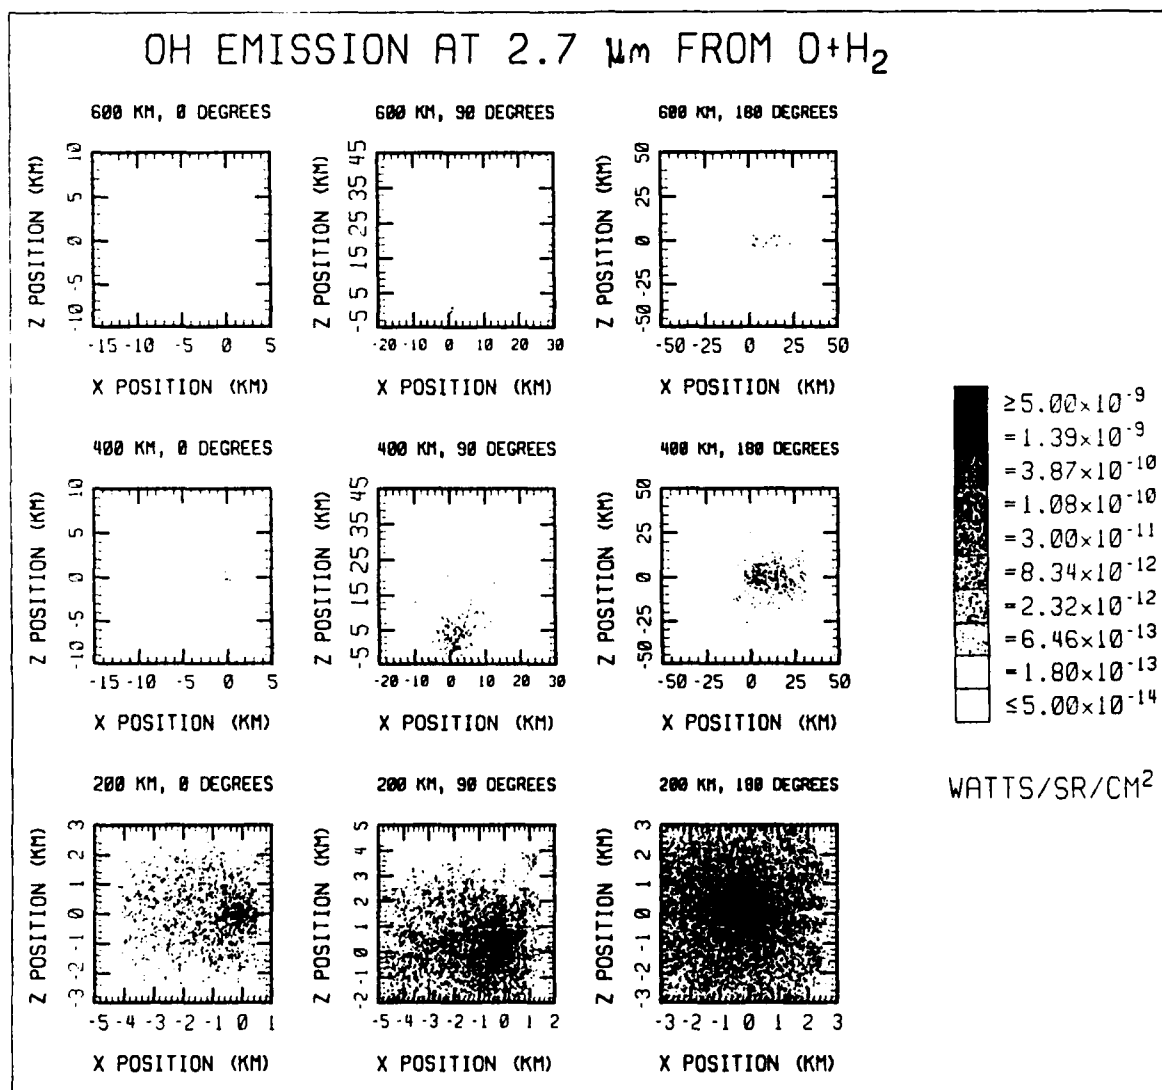 OH EMISSION AT 2.7 μm FROM O+H₂
600 KM, 0 DEGREES
10
5
0
-5
-10
Z POSITION (KM)
-15 -10 -5 0 5
X POSITION (KM)
600 KM, 90 DEGREES
45
35
25
15
5
-5
Z POSITION (KM)
-20 -10 0 10 20 30
X POSITION (KM)
600 KM, 180 DEGREES
50
25
0
-25
-50
Z POSITION (KM)
-50 -25 0 25 50
X POSITION (KM)
400 KM, 0 DEGREES
10
5
0
-5
-10
Z POSITION (KM)
-15 -10 -5 0 5
X POSITION (KM)
400 KM, 90 DEGREES
45
35
25
15
5
-5
Z POSITION (KM)
-20 -10 0 10 20 30
X POSITION (KM)
400 KM, 180 DEGREES
50
25
0
-25
-50
Z POSITION (KM)
-50 -25 0 25 50
X POSITION (KM)
200 KM, 0 DEGREES
3
2
1
0
-1
-2
-3
Z POSITION (KM)
-5 -4 -3 -2 -1 0 1
X POSITION (KM)
200 KM, 90 DEGREES
5
4
3
2
1
0
-1
-2
Z POSITION (KM)
-5 -4 -3 -2 -1 0 1 2
X POSITION (KM)
200 KM, 180 DEGREES
3
2
1
0
-1
-2
-3
Z POSITION (KM)
-3 -2 -1 0 1 2 3
X POSITION (KM)
≥5.00×10⁻⁹
=1.39×10⁻⁹
=3.87×10⁻¹⁰
=1.08×10⁻¹⁰
=3.00×10⁻¹¹
=8.34×10⁻¹²
=2.32×10⁻¹²
=6.46×10⁻¹³
=1.80×10⁻¹³
≤5.00×10⁻¹⁴
WATTS/SR/CM²